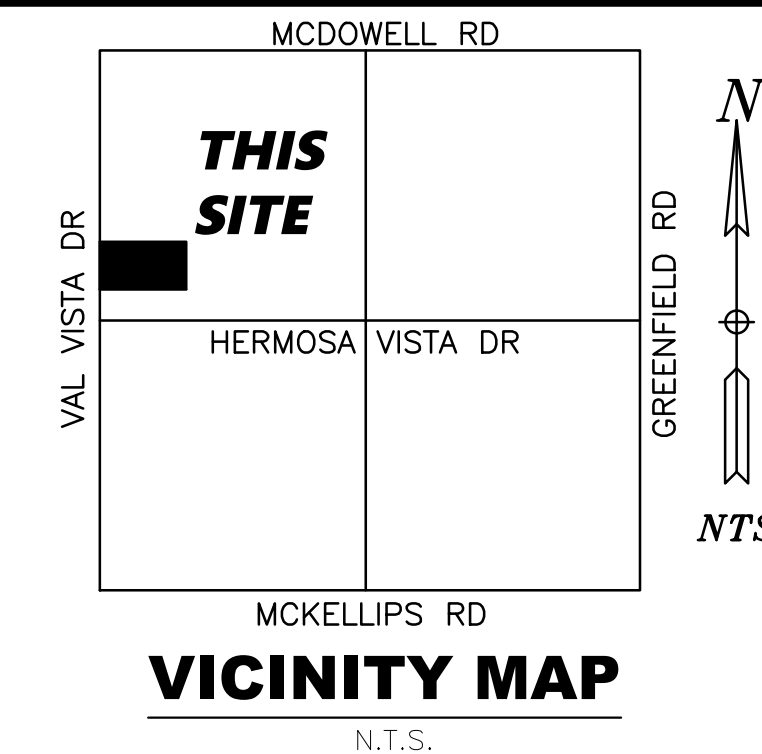 MCDOWELL RD
N
THIS
SITE
VAL VISTA DR
GREENFIELD RD
HERMOSA VISTA DR
NTS
MCKELLIPS RD
VICINITY MAP
N.T.S.